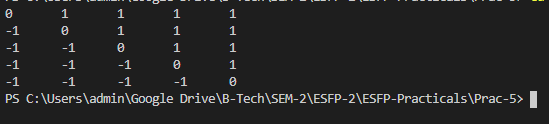 0 1 1 1 1
-1 0 1 1 1
-1 -1 0 1 1
-1 -1 -1 0 1
-1 -1 -1 -1 0
PS C:\Users\admin\Google Drive\B-Tech\SEM-2\ESFP-2\ESFP-Practicals\Prac-5>